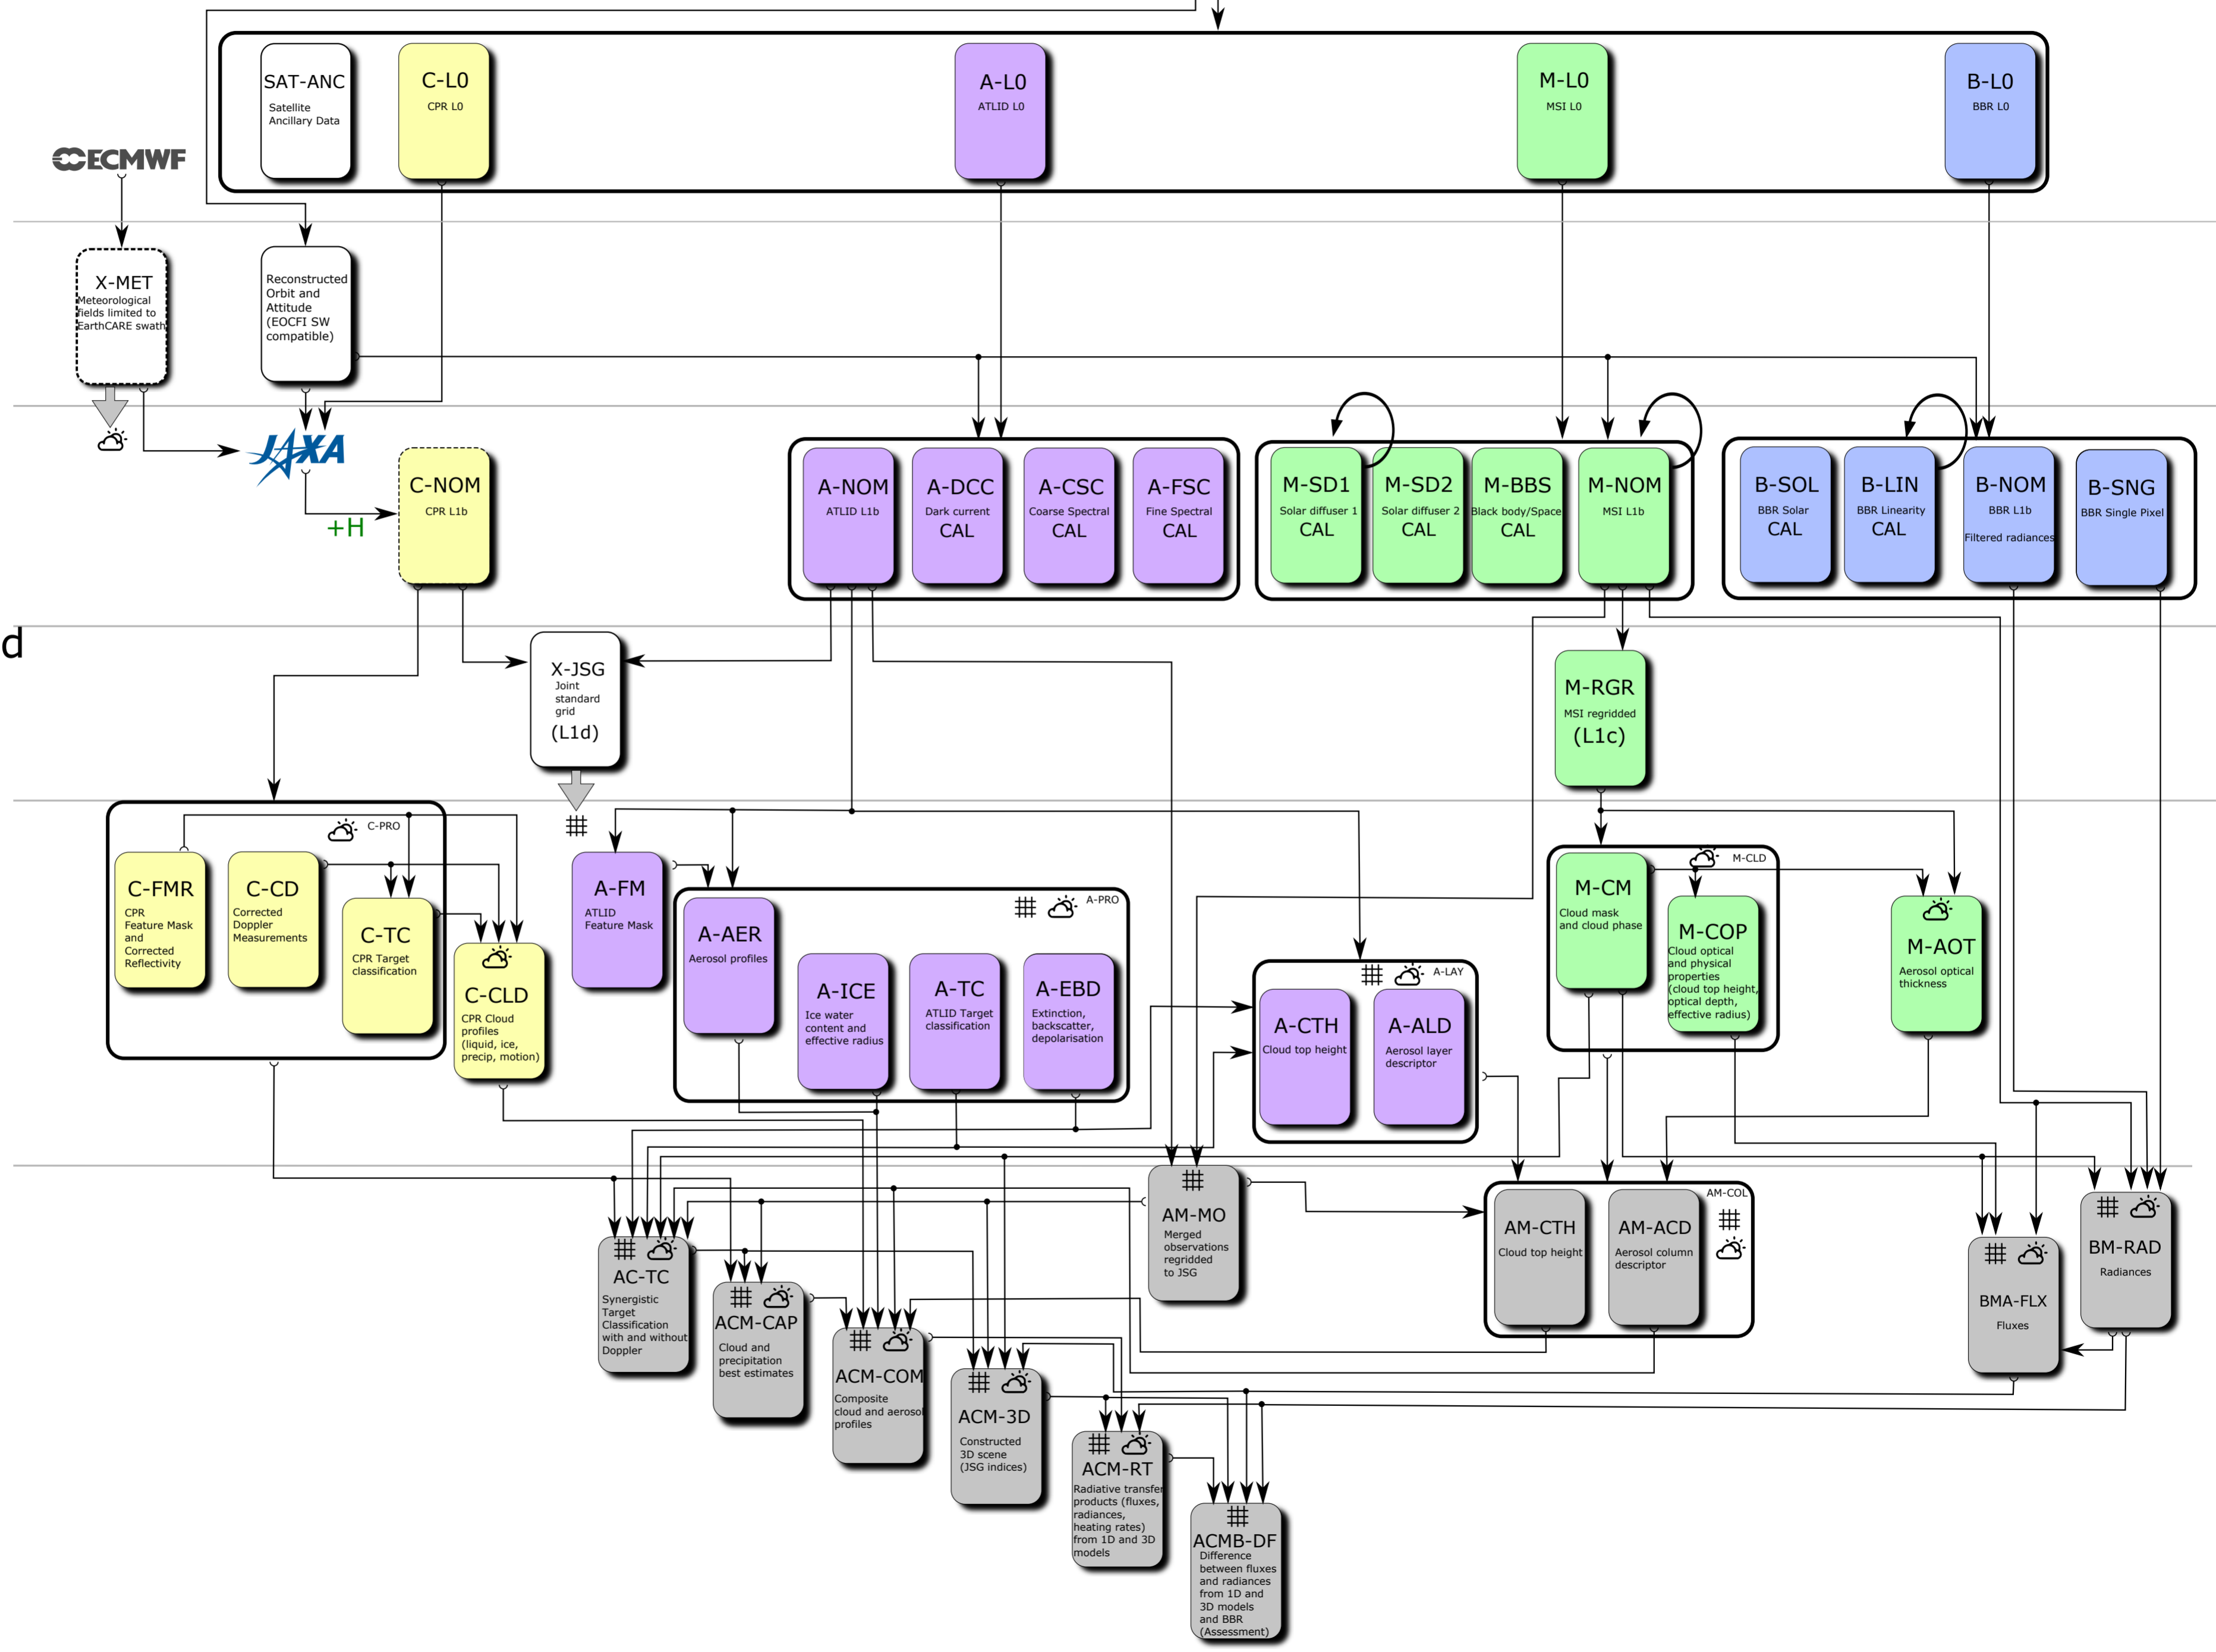 SAT-ANC
Satellite
Ancillary Data
C-L0
CPR L0
A-L0
ATLID L0
M-L0
MSI L0
B-L0
BBR L0
ECMWF
X-MET
Meteorological
fields limited to
EarthCARE swath
Reconstructed
Orbit and
Attitude
(EOCFI SW
compatible)
JAXA
+H
C-NOM
CPR L1b
A-NOM
ATLID L1b
A-DCC
Dark current
CAL
A-CSC
Coarse Spectral
CAL
A-FSC
Fine Spectral
CAL
M-SD1
Solar diffuser 1
CAL
M-SD2
Solar diffuser 2
CAL
M-BBS
Black body/Space
CAL
M-NOM
MSI L1b
B-SOL
BBR Solar
CAL
B-LIN
BBR Linearity
CAL
B-NOM
BBR L1b
Filtered radiances
B-SNG
BBR Single Pixel
d
X-JSG
Joint
standard
grid
(L1d)
M-RGR
MSI regridded
(L1c)
C-PRO
C-FMR
CPR
Feature Mask
and
Corrected
Reflectivity
C-CD
Corrected
Doppler
Measurements
C-TC
CPR Target
classification
C-CLD
CPR Cloud
profiles
(liquid, ice,
precip, motion)
A-FM
ATLID
Feature Mask
A-PRO
A-AER
Aerosol profiles
A-ICE
Ice water
content and
effective radius
A-TC
ATLID Target
classification
A-EBD
Extinction,
backscatter,
depolarisation
A-LAY
A-CTH
Cloud top height
A-ALD
Aerosol layer
descriptor
M-CLD
M-CM
Cloud mask
and cloud phase
M-COP
Cloud optical
and physical
properties
(cloud top height,
optical depth,
effective radius)
M-AOT
Aerosol optical
thickness
AC-TC
Synergistic
Target
Classification
with and without
Doppler
ACM-CAP
Cloud and
precipitation
best estimates
ACM-COM
Composite
cloud and aerosol
profiles
ACM-3D
Constructed
3D scene
(JSG indices)
ACM-RT
Radiative transfer
products (fluxes,
radiances,
heating rates)
from 1D and 3D
models
ACMB-DF
Difference
between fluxes
and radiances
from 1D and
3D models
and BBR
(Assessment)
AM-MO
Merged
observations
regridded
to JSG
AM-COL
AM-CTH
Cloud top height
AM-ACD
Aerosol column
descriptor
BMA-FLX
Fluxes
BM-RAD
Radiances